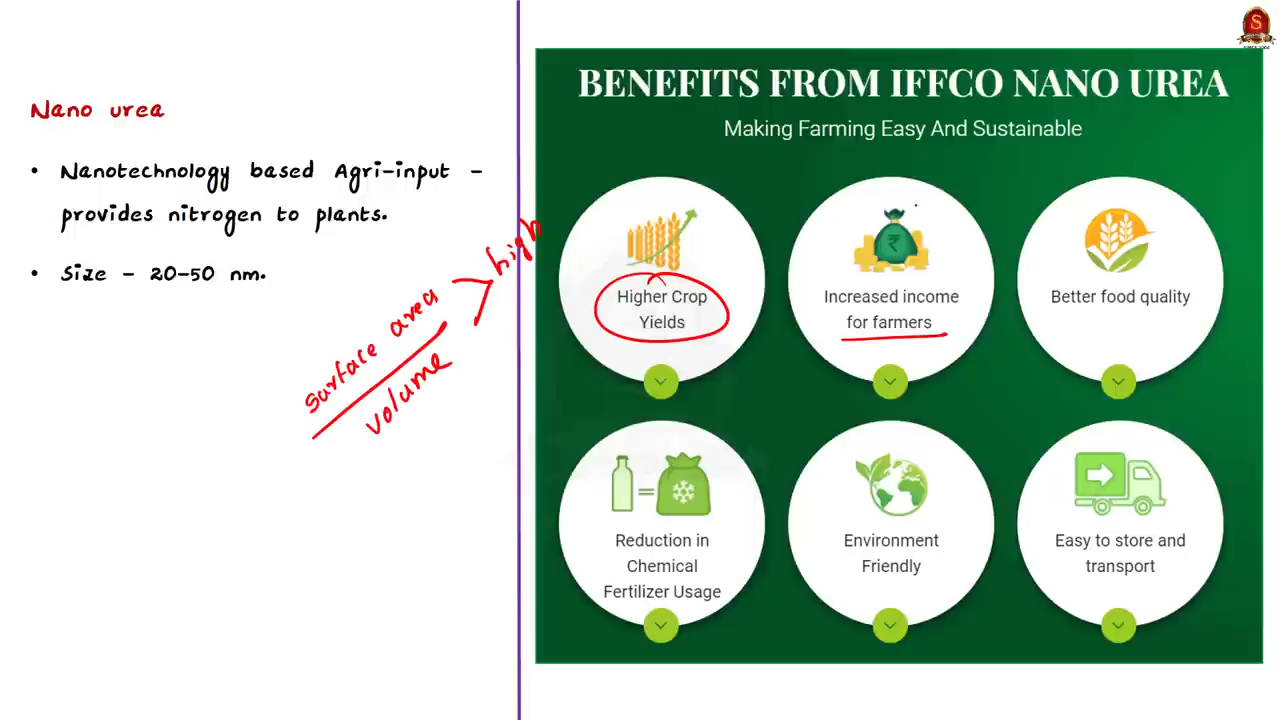 Nano urea
• Nanotechnology based Agri-input -
provides nitrogen to plants.
• Size - 20-50 nm.
surface area
volume
high
BENEFITS FROM IFFCO NANO UREA
Making Farming Easy And Sustainable
Higher Crop
Yields
₹
Increased income
for farmers
Better food quality
Reduction in
Chemical
Fertilizer Usage
Environment
Friendly
Easy to store and
transport
S